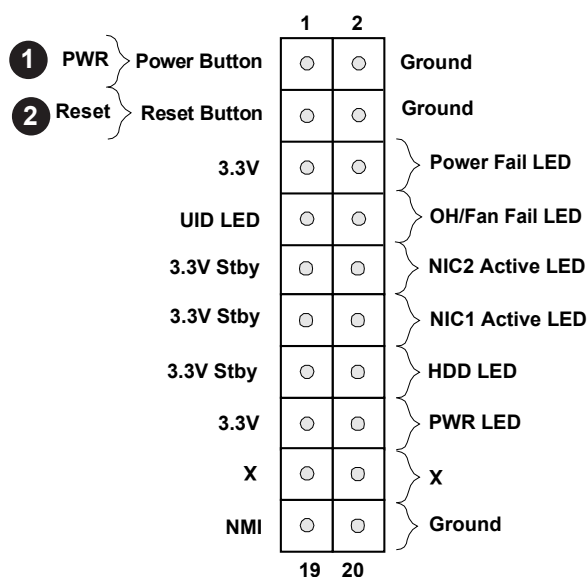 1 2
1 PWR Power Button Ground
2 Reset Reset Button Ground
3.3V Power Fail LED
UID LED OH/Fan Fail LED
3.3V Stby NIC2 Active LED
3.3V Stby NIC1 Active LED
3.3V Stby HDD LED
3.3V PWR LED
X X
NMI Ground
19 20